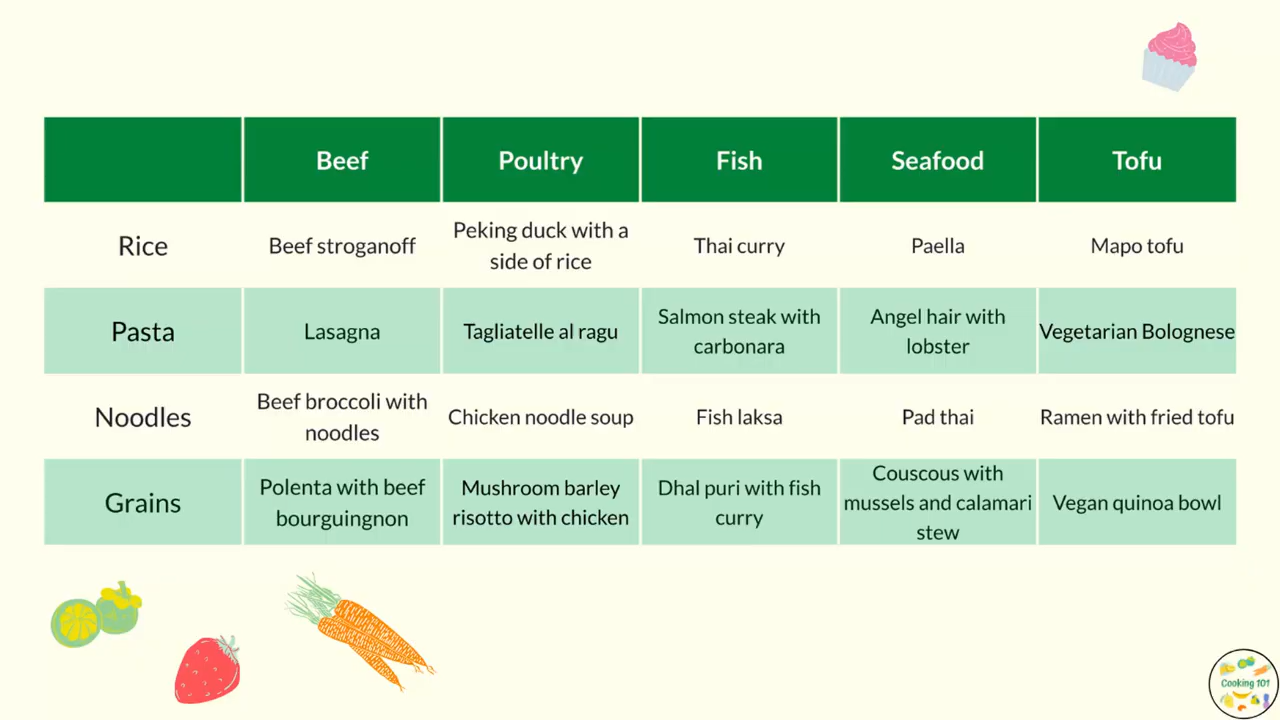 Beef Poultry Fish Seafood Tofu
Rice Beef stroganoff Peking duck with a side of rice Thai curry Paella Mapo tofu
Pasta Lasagna Tagliatelle al ragu Salmon steak with carbonara Angel hair with lobster Vegetarian Bolognese
Noodles Beef broccoli with noodles Chicken noodle soup Fish laksa Pad thai Ramen with fried tofu
Grains Polenta with beef bourguingnon Mushroom barley risotto with chicken Dhal puri with fish curry Couscous with mussels and calamari stew Vegan quinoa bowl
Cooking 101